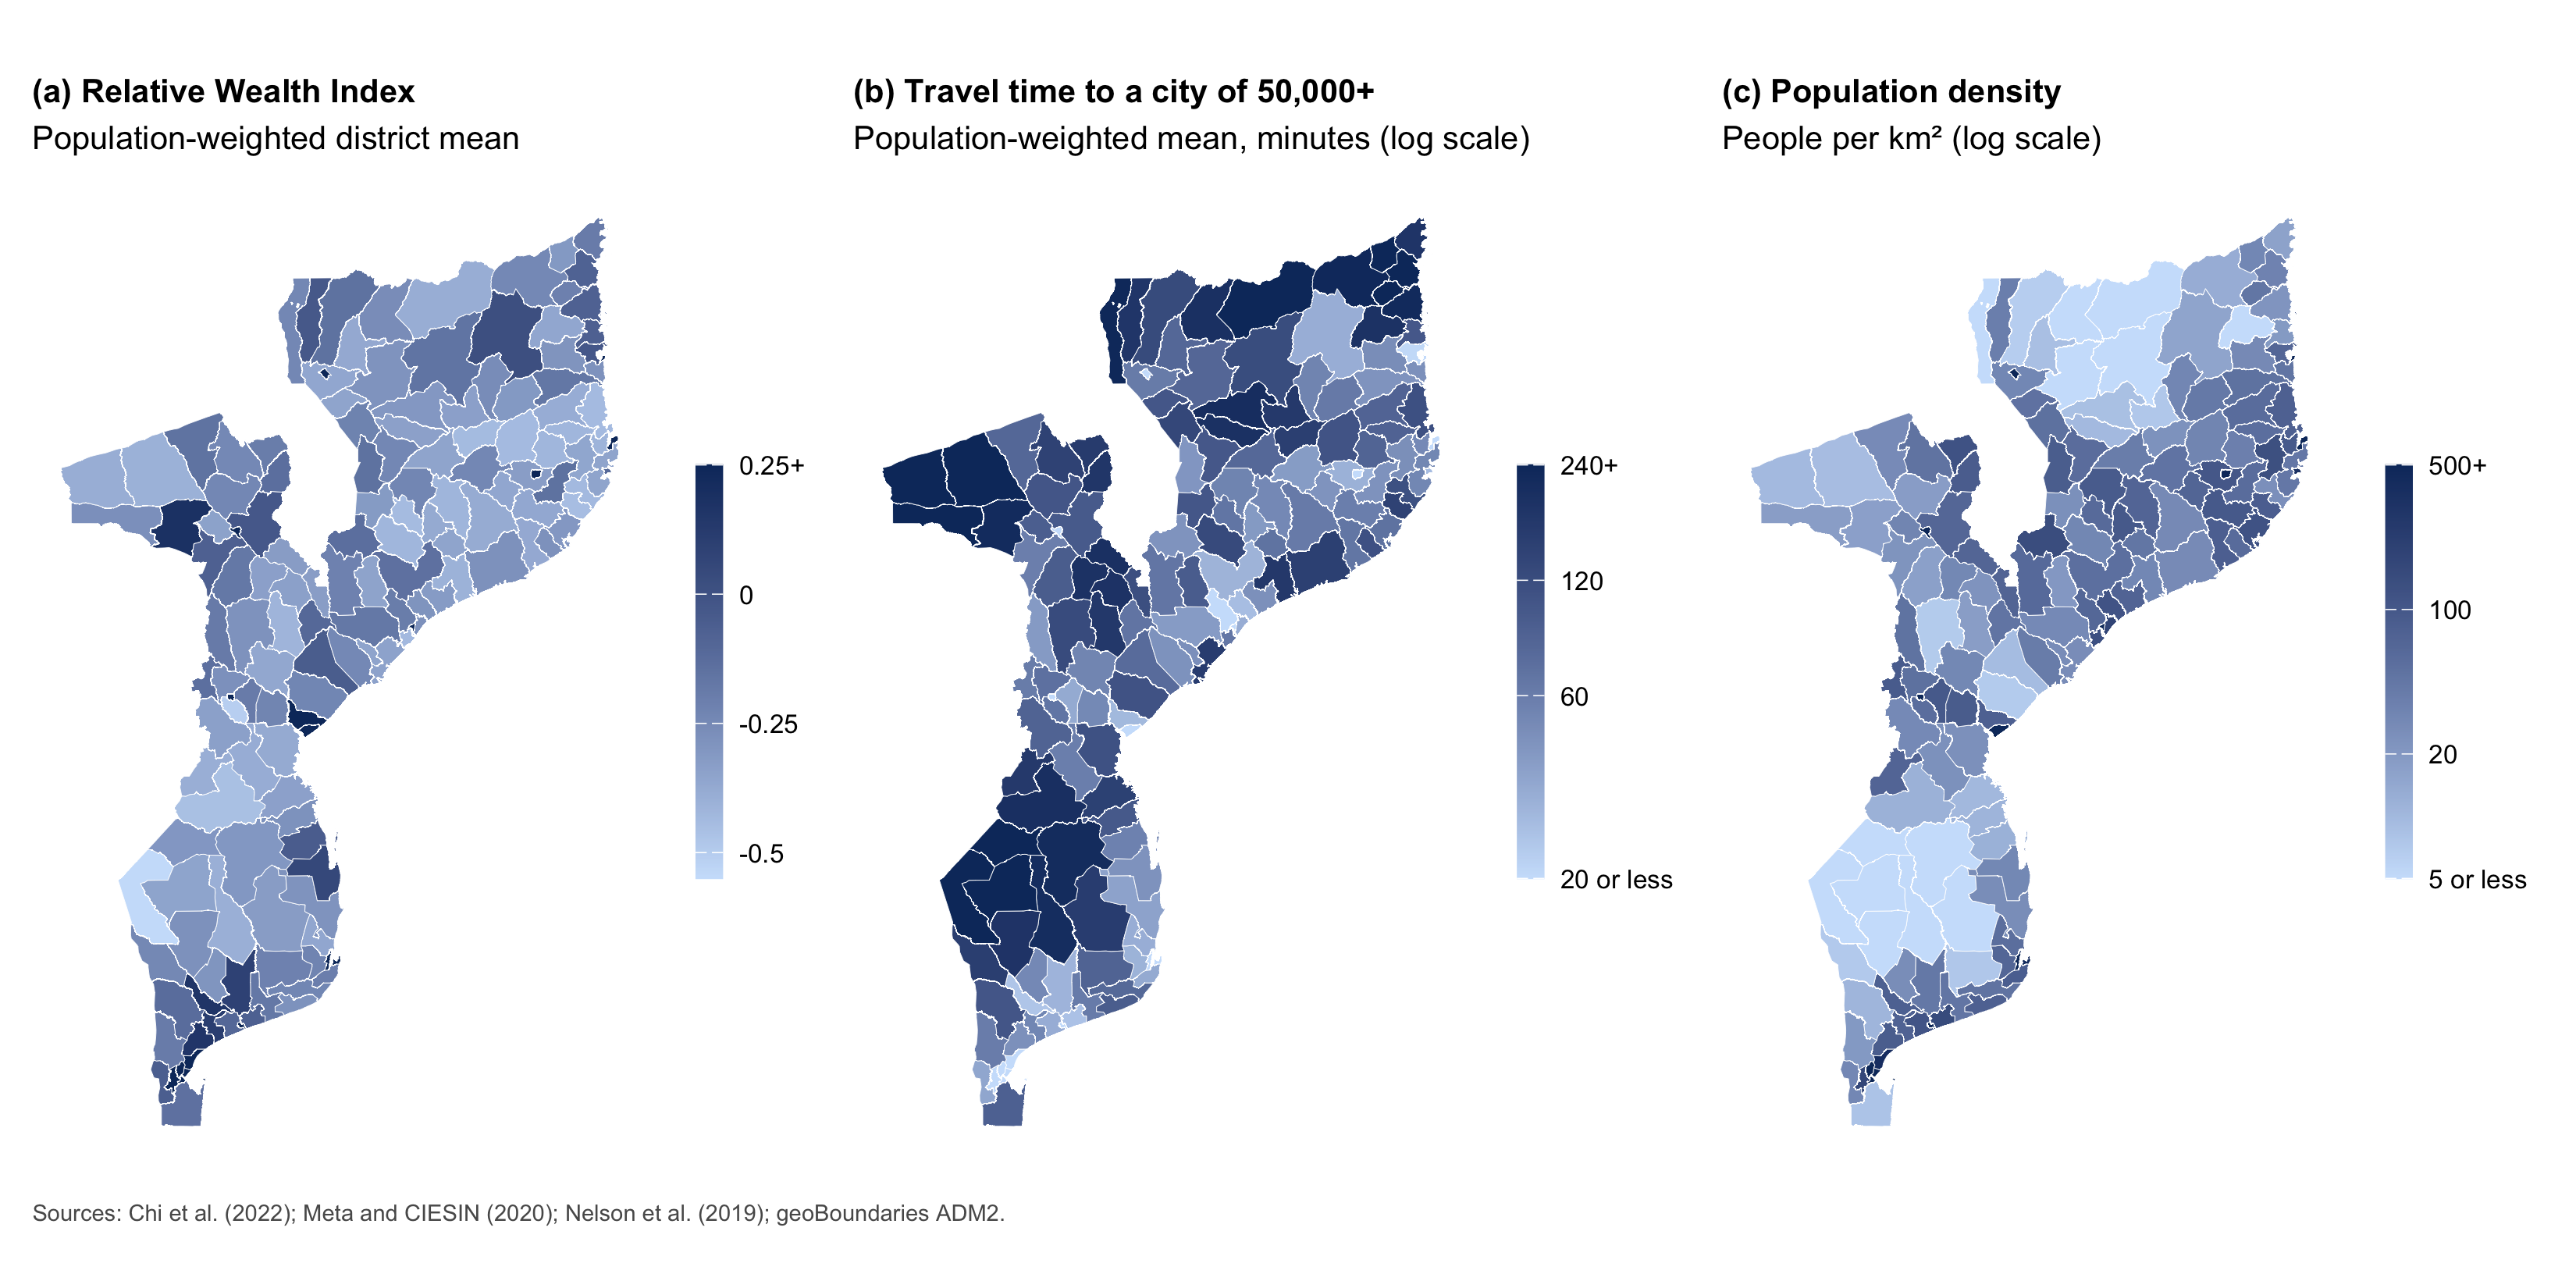 (a) Relative Wealth Index
Population-weighted district mean
0.25+
0
-0.25
-0.5
(b) Travel time to a city of 50,000+
Population-weighted mean, minutes (log scale)
240+
120
60
20 or less
(c) Population density
People per km² (log scale)
500+
100
20
5 or less
Sources: Chi et al. (2022); Meta and CIESIN (2020); Nelson et al. (2019); geoBoundaries ADM2.